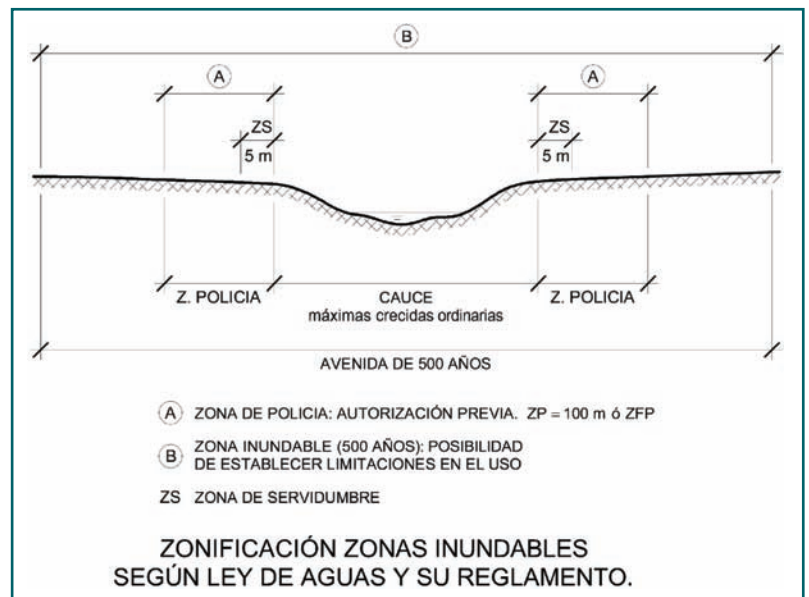 B
A
A
ZS
ZS
5 m
5 m
Z. POLICIA
CAUCE
máximas crecidas ordinarias
Z. POLICIA
AVENIDA DE 500 AÑOS
A ZONA DE POLICIA: AUTORIZACIÓN PREVIA. ZP = 100 m ó ZFP
B ZONA INUNDABLE (500 AÑOS): POSIBILIDAD
DE ESTABLECER LIMITACIONES EN EL USO
ZS ZONA DE SERVIDUMBRE
ZONIFICACIÓN ZONAS INUNDABLES
SEGÚN LEY DE AGUAS Y SU REGLAMENTO.